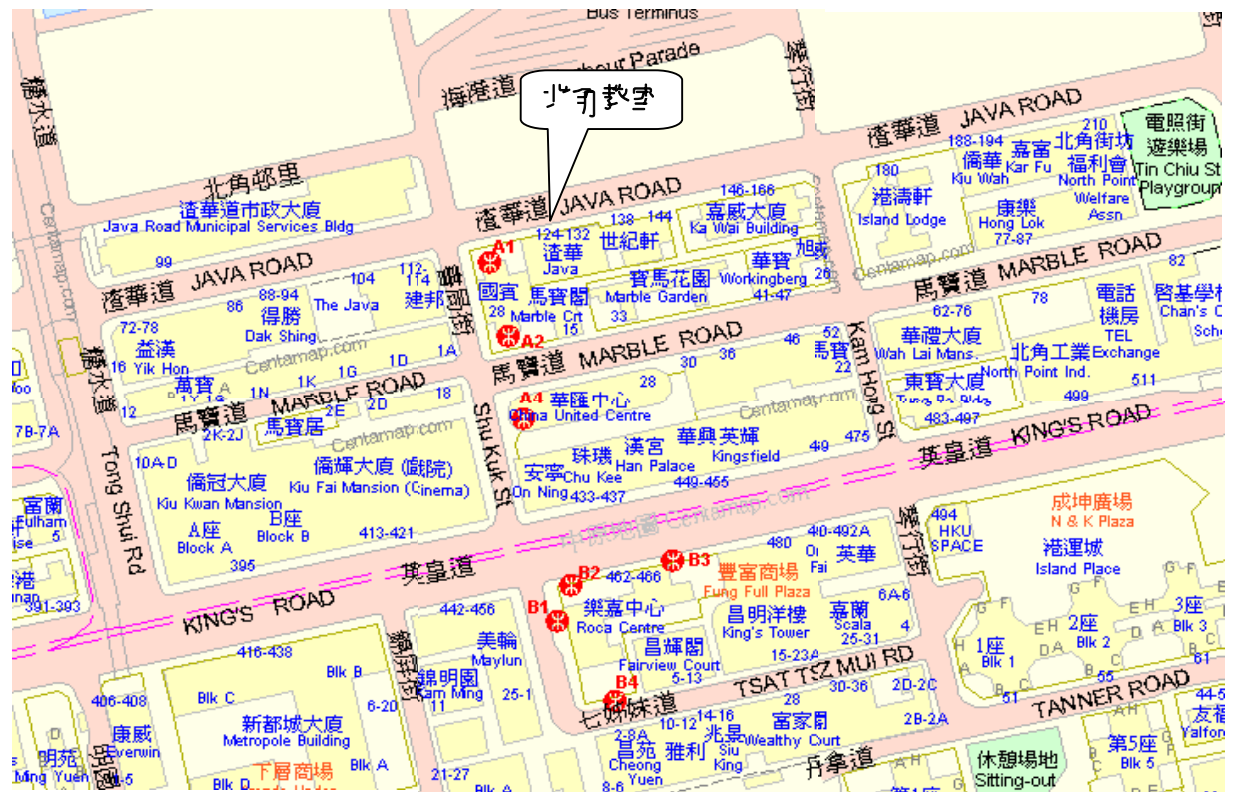 Bus Terminus
海港道
Parade
糖水道
琴行街
渣華道 JAVA ROAD
188-194
210
電照街
遊樂場
Tin Chiu St
Playground
僑華
Kiu Wah
嘉富
Kar Fu
北角街坊
福利會
North Point
Welfare
Assn
180
港濤軒
Island Lodge
康樂
Hong Lok
77-87
北角邨里
渣華道市政大廈
Java Road Municipal Services Bldg
99
渣華道 JAVA ROAD
146-166
嘉威大廈
Ka Wai Building
138
144
世紀軒
124-132
渣華
Java
A1
國賓
28
馬寶閣
Marble Crt
15
寶馬花園
Marble Garden
33
華寶
Workingberg
41-47
26
A2
渣華道 JAVA ROAD
72-78
86
88-94
得勝
Dak Shing
The Java
104
112-
114
建邦
16
益漢
Yik Hon
萬寶
12
1N
1K
1G
1D
1A
馬寶道 MARBLE ROAD
18
2K-2J
2E
2D
馬寶居
馬寶道 MARBLE ROAD
82
62-76
華禮大廈
Wah Lai Mans.
78
電話
機房
TEL
Exchange
北角工業
North Point Ind.
東寶大廈
483-497
499
511
馬寶道 MARBLE ROAD
30
36
46
52
馬寶
22
28
A4
華匯中心
China United Centre
Kam Hong St
Shu Kuk St
糖水道
Tong Shui Rd
7B-7A
10A-D
僑冠大廈
Kiu Kwan Mansion
A座
Block A
B座
Block B
395
僑輝大廈 (戲院)
Kiu Fai Mansion (Cinema)
413-421
安寧
On Ning
珠璣
Chu Kee
433-437
漢宮
Han Palace
華興英輝
Kingsfield
449-455
49
475
英皇道 KING'S ROAD
富蘭
Fulham
5
391-393
中原地圖 Centamap.com
Centamap.com
英皇道
KING'S ROAD
B1
B2
B3
B4
462-466
樂嘉中心
Roca Centre
480
豐富商場
Fung Full Plaza
英華
昌明洋樓
King's Tower
15-23A
嘉蘭
Scala
25-31
4
昌輝閣
Fairview Court
5-13
琴行街
494
HKU
SPACE
成坤廣場
N & K Plaza
港運城
Island Place
1座
Blk 1
2座
Blk 2
3座
Blk 3
51
55
61
442-456
美輪
Maylun
錦明園
Kam Ming
11
25-1
416-438
Blk B
Blk C
6-20
新都城大廈
Metropole Building
下層商場
Blk A
Blk D
406-408
康威
Everwin
明苑
Ming Yuen
21-27
Blk A
七姊妹道
TSAT TSZ MUI RD
28
30-36
2D-2C
2B-2A
10-12
14-16
2-8A
昌苑
Cheong
Yuen
8-6
雅利
兆景
Siu
King
富家閣
Wealthy Court
丹拿道
TANNER ROAD
休憩場地
Sitting-out
第5座
Blk 5